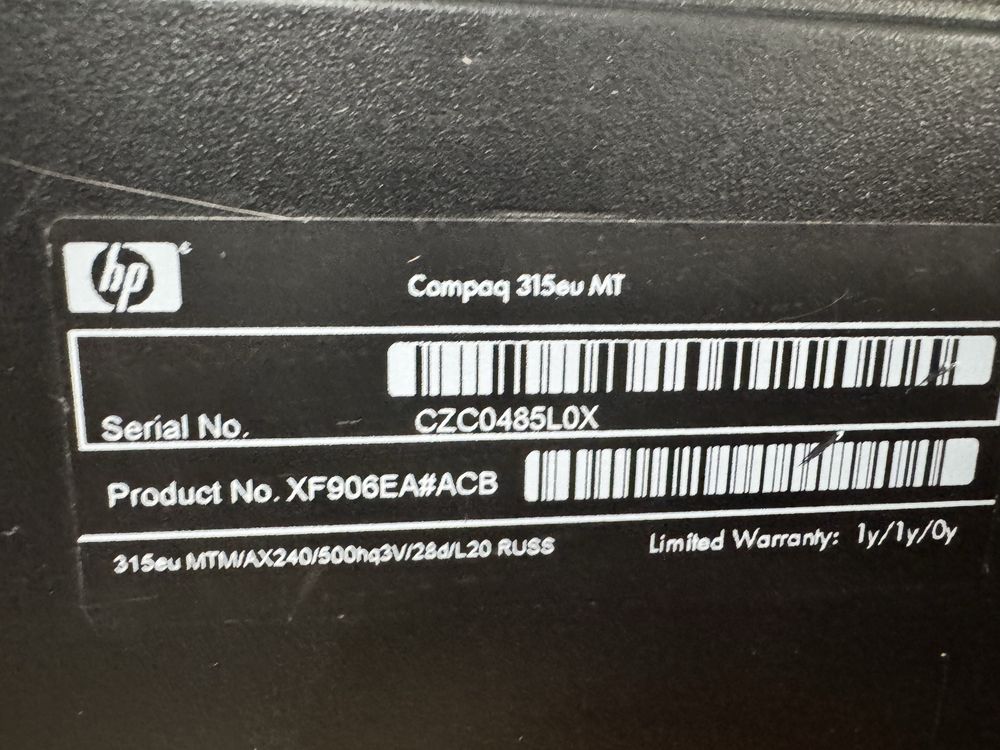 hp
Compaq 315eu MT
Serial No.
CZC0485L0X
Product No. XF906EA#ACB
315eu MTM/AX240/500hq3V/28d/L20 RUSS
Limited Warranty: 1y/1y/0y